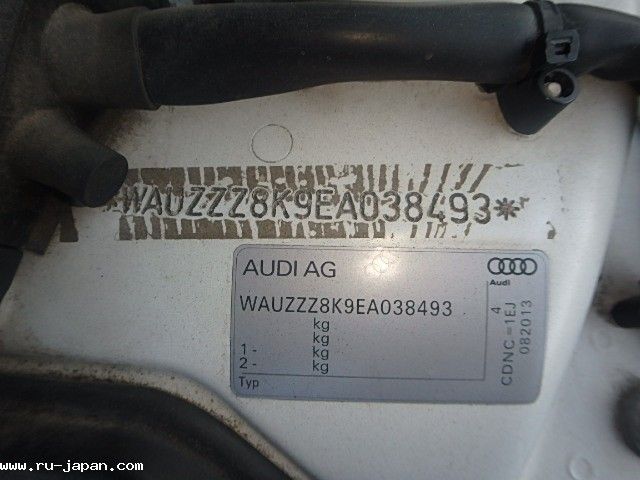 WAUZZZ8K9EA038493*
AUDI AG
Audi
WAUZZZ8K9EA038493
kg
kg
1 - kg
2 - kg
Typ
CDNC=1EJ 4
082013
www.ru-japan.com